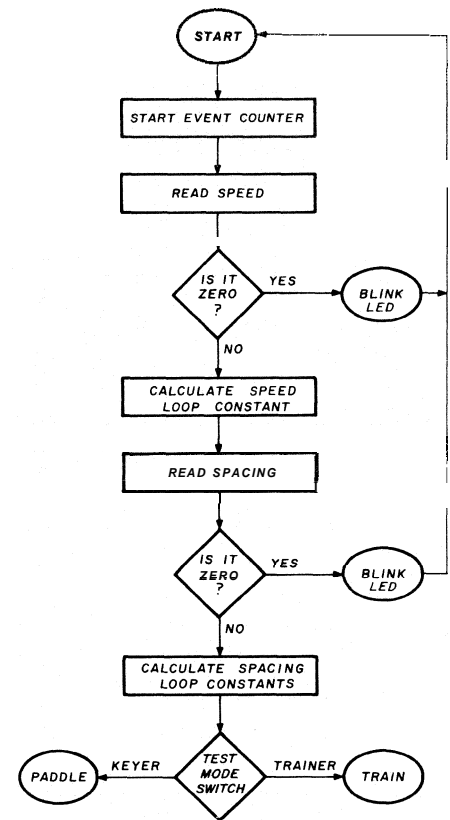 START
START EVENT COUNTER
READ SPEED
IS IT
ZERO
?
YES
BLINK
LED
NO
CALCULATE SPEED
LOOP CONSTANT
READ SPACING
IS IT
ZERO
?
YES
BLINK
LED
NO
CALCULATE SPACING
LOOP CONSTANTS
PADDLE
KEYER
TEST
MODE
SWITCH
TRAINER
TRAIN